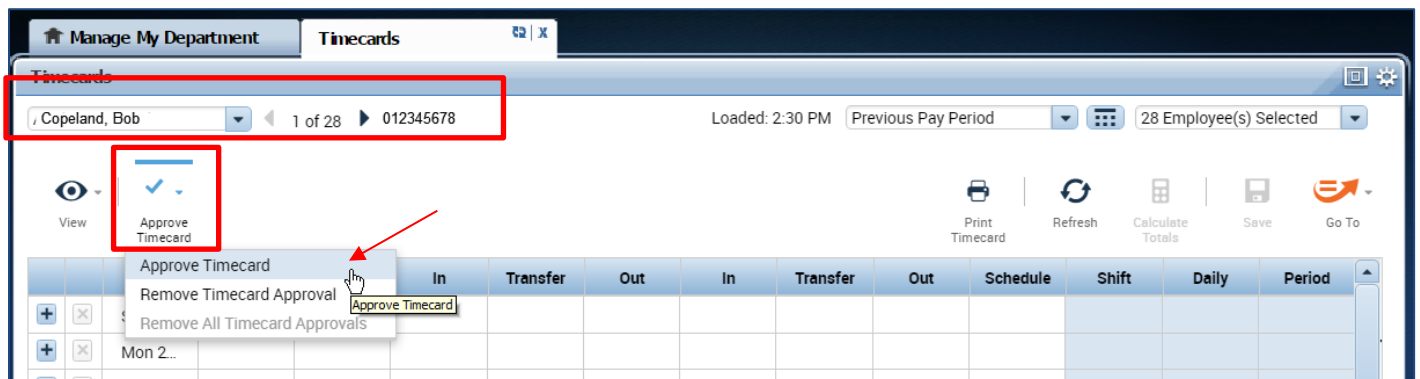 Manage My Department Timecards
Timecards
Copeland, Bob 1 of 28 012345678 Loaded: 2:30 PM Previous Pay Period 28 Employee(s) Selected
View Approve Timecard Print Timecard Refresh Calculate Totals Save Go To
Approve Timecard
Remove Timecard Approval
Approve Timecard
Remove All Timecard Approvals
In Transfer Out In Transfer Out Schedule Shift Daily Period
Mon 2...